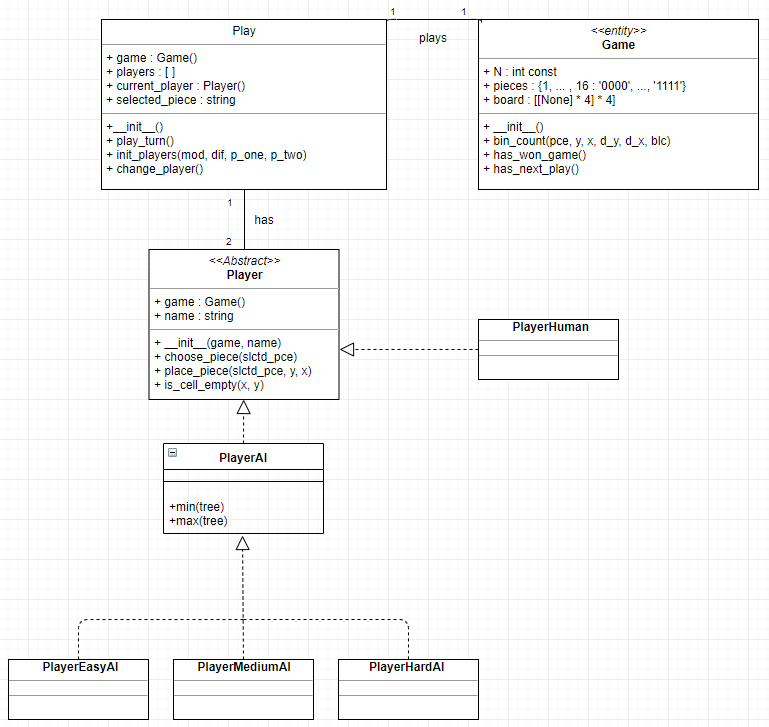 Play
+ game : Game()
+ players : [ ]
+ current_player : Player()
+ selected_piece : string
+__init__()
+ play_turn()
+ init_players(mod, dif, p_one, p_two)
+ change_player()
1
1
plays
<<entity>>
Game
+ N : int const
+ pieces : {1, ... , 16 : '0000', ..., '1111'}
+ board : [[None] * 4] * 4]
+ __init__()
+ bin_count(pce, y, x, d_y, d_x, blc)
+ has_won_game()
+ has_next_play()
1
has
2
<<Abstract>>
Player
+ game : Game()
+ name : string
+ __init__(game, name)
+ choose_piece(slctd_pce)
+ place_piece(slctd_pce, y, x)
+ is_cell_empty(x, y)
PlayerHuman
PlayerAI
+min(tree)
+max(tree)
PlayerEasyAI
PlayerMediumAI
PlayerHardAI